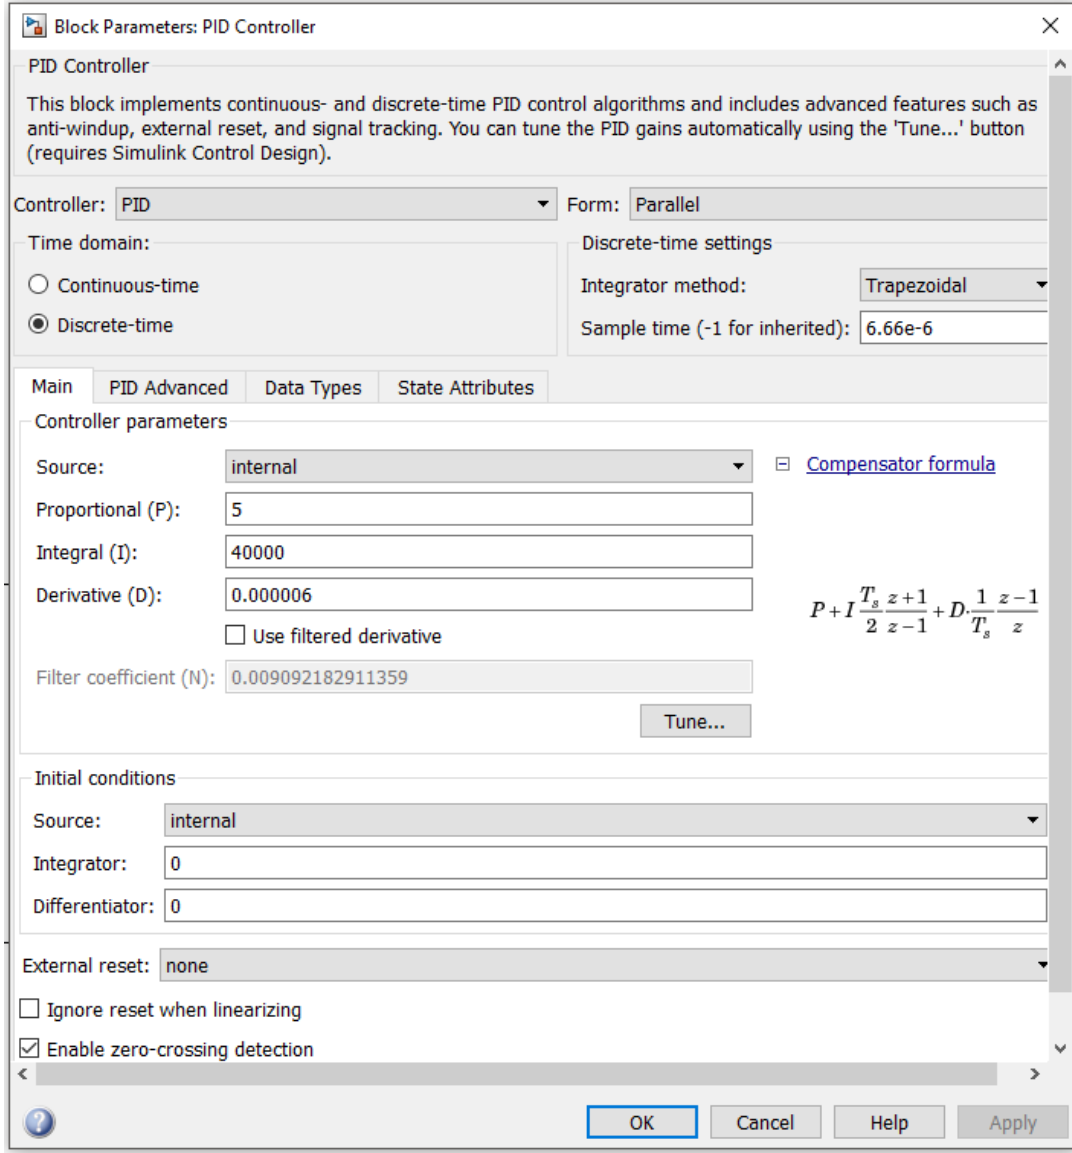 Block Parameters: PID Controller
PID Controller
This block implements continuous- and discrete-time PID control algorithms and includes advanced features such as
anti-windup, external reset, and signal tracking. You can tune the PID gains automatically using the 'Tune...' button
(requires Simulink Control Design).
Controller: PID Form: Parallel
Time domain: Discrete-time settings
Continuous-time Integrator method: Trapezoidal
Discrete-time Sample time (-1 for inherited): 6.66e-6
Main PID Advanced Data Types State Attributes
Controller parameters
Source: internal Compensator formula
Proportional (P): 5
Integral (I): 40000
Derivative (D): 0.000006
P + I T_s/2 z+1/z−1 + D· 1/T_s z−1/z
Use filtered derivative
Filter coefficient (N): 0.009092182911359
Tune...
Initial conditions
Source: internal
Integrator: 0
Differentiator: 0
External reset: none
Ignore reset when linearizing
Enable zero-crossing detection
OK Cancel Help Apply